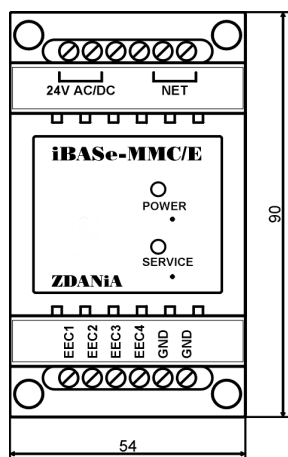 24V AC/DC NET
iBASe-MMC/E
POWER
SERVICE
ZDANiA
EEC1 EEC2 EEC3 EEC4 GND GND
90
54